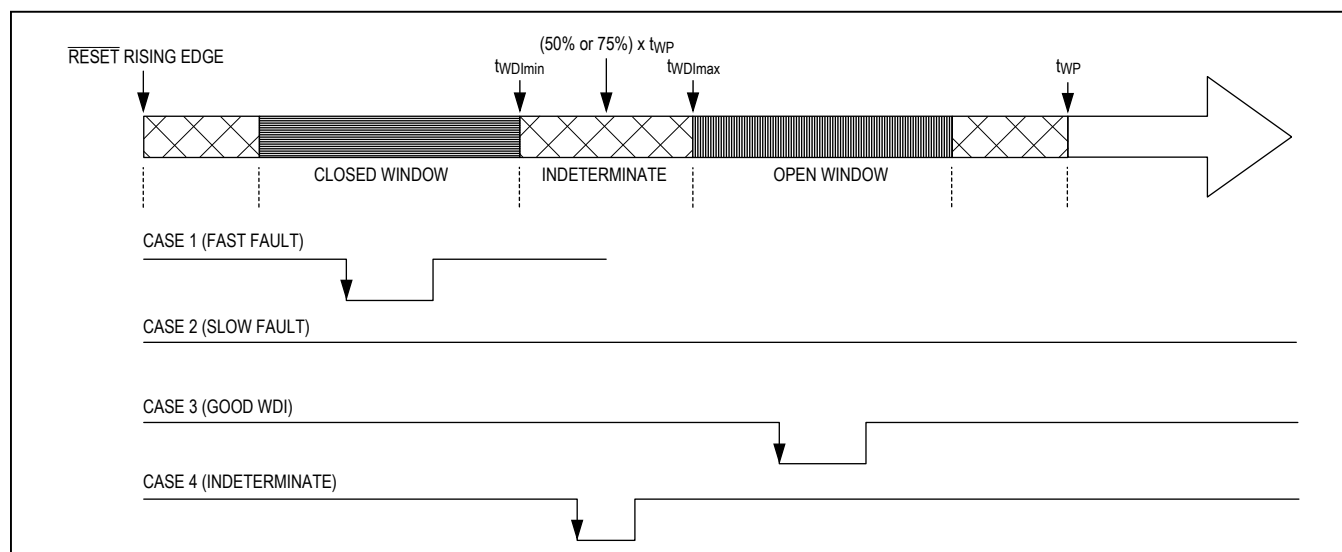 (50% or 75%) x tWP
RESET RISING EDGE
tWDImin
tWDImax
tWP
CLOSED WINDOW
INDETERMINATE
OPEN WINDOW
CASE 1 (FAST FAULT)
CASE 2 (SLOW FAULT)
CASE 3 (GOOD WDI)
CASE 4 (INDETERMINATE)